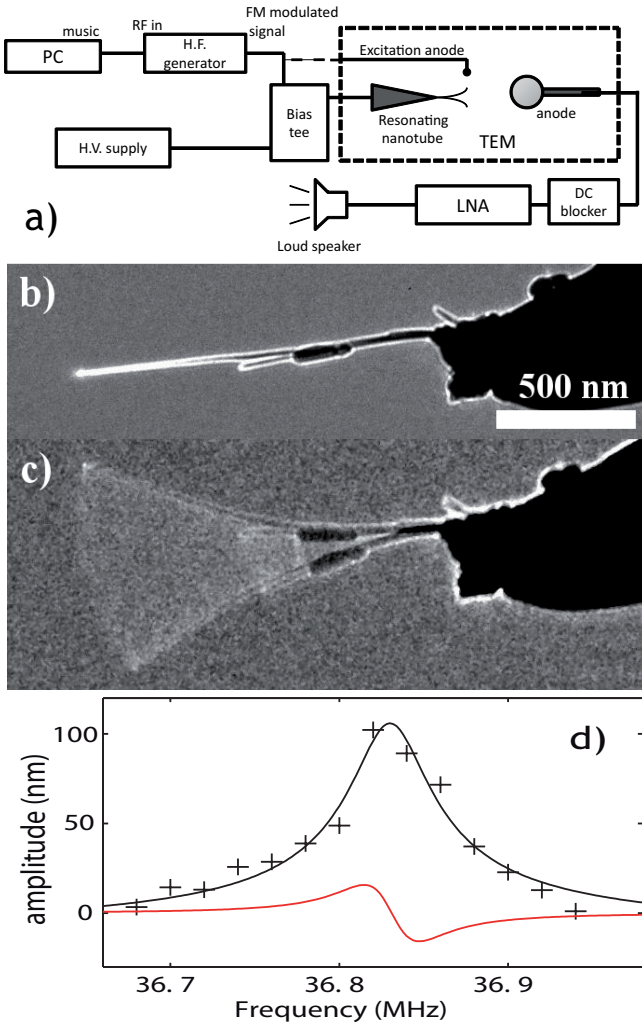 music
RF in
FM modulated
signal
PC
H.F.
generator
Excitation anode
Bias
tee
Resonating
nanotube
anode
TEM
H.V. supply
a)
Loud speaker
LNA
DC
blocker
b)
500 nm
c)
d)
amplitude (nm)
100
50
0
36.7
36.8
36.9
Frequency (MHz)